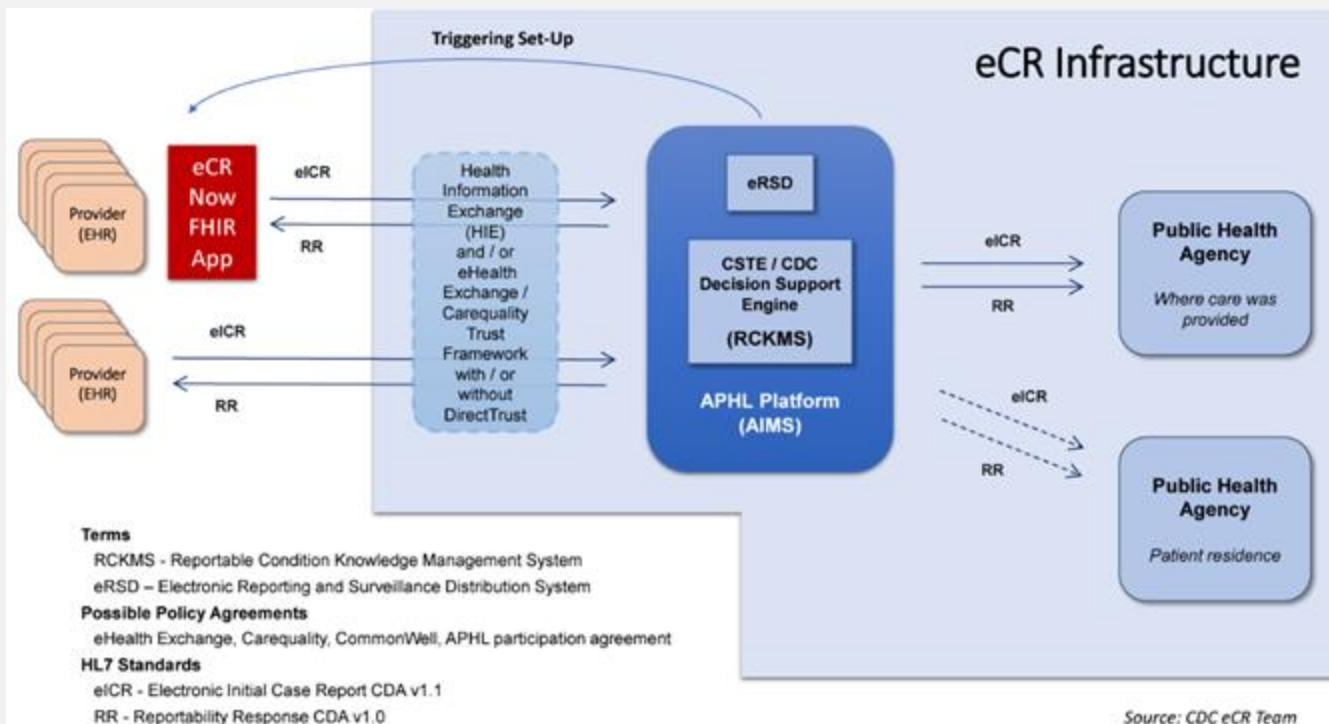 Triggering Set-Up
eCR Infrastructure
Provider
(EHR)
eCR
Now
FHIR
App
eICR
RR
Health
Information
Exchange
(HIE)
and / or
eHealth
Exchange /
Carequality
Trust
Framework
with / or
without
DirectTrust
eRSD
CSTE / CDC
Decision Support
Engine
(RCKMS)
APHL Platform
(AIMS)
eICR
RR
Public Health
Agency
Where care was
provided
Provider
(EHR)
eICR
RR
eICR
RR
Public Health
Agency
Patient residence
Terms
RCKMS - Reportable Condition Knowledge Management System
eRSD – Electronic Reporting and Surveillance Distribution System
Possible Policy Agreements
eHealth Exchange, Carequality, CommonWell, APHL participation agreement
HL7 Standards
eICR - Electronic Initial Case Report CDA v1.1
RR - Reportability Response CDA v1.0
Source: CDC eCR Team